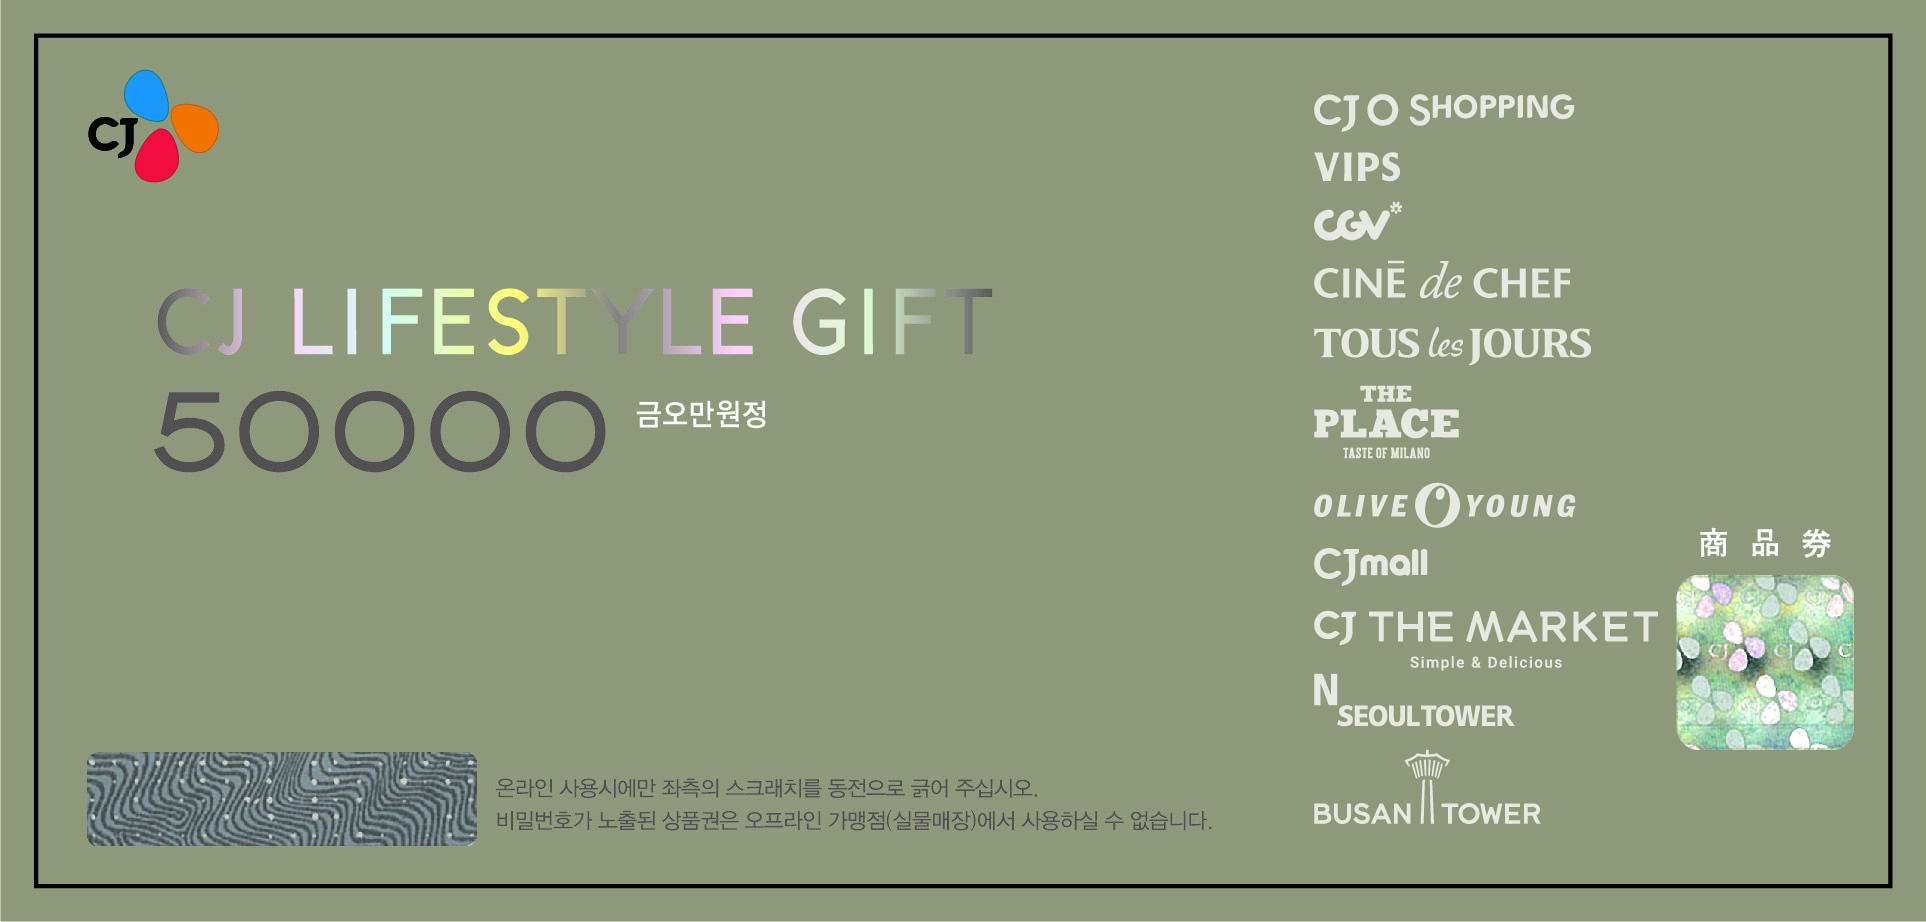 CJ
CJ LIFESTYLE GIFT
50000 금오만원정
온라인 사용시에만 좌측의 스크래치를 동전으로 긁어 주십시오.
비밀번호가 노출된 상품권은 오프라인 가맹점(실물매장)에서 사용하실 수 없습니다.
CJ O SHOPPING
VIPS
CGV
CINĒ de CHEF
TOUS les JOURS
THE
PLACE
TASTE OF MILANO
OLIVE O YOUNG
CJmall
CJ THE MARKET
Simple & Delicious
N
SEOULTOWER
BUSAN TOWER
商品券
CJ CJ C